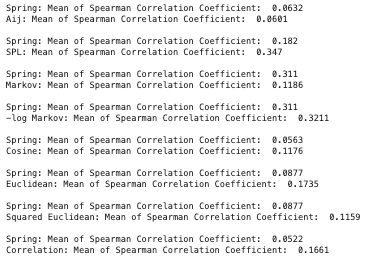 Spring: Mean of Spearman Correlation Coefficient:  0.0632
Aij: Mean of Spearman Correlation Coefficient:  0.0601
Spring: Mean of Spearman Correlation Coefficient:  0.182
SPL: Mean of Spearman Correlation Coefficient:  0.347
Spring: Mean of Spearman Correlation Coefficient:  0.311
Markov: Mean of Spearman Correlation Coefficient:  0.1186
Spring: Mean of Spearman Correlation Coefficient:  0.311
-log Markov: Mean of Spearman Correlation Coefficient:  0.3211
Spring: Mean of Spearman Correlation Coefficient:  0.0563
Cosine: Mean of Spearman Correlation Coefficient:  0.1176
Spring: Mean of Spearman Correlation Coefficient:  0.0877
Euclidean: Mean of Spearman Correlation Coefficient:  0.1735
Spring: Mean of Spearman Correlation Coefficient:  0.0877
Squared Euclidean: Mean of Spearman Correlation Coefficient:  0.1159
Spring: Mean of Spearman Correlation Coefficient:  0.0522
Correlation: Mean of Spearman Correlation Coefficient:  0.1661